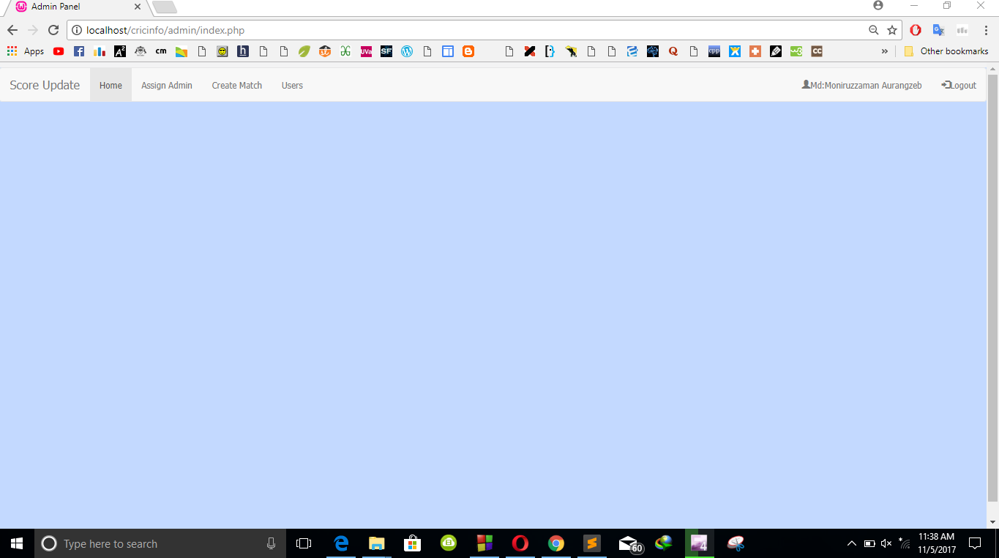 Admin Panel
localhost/cricinfo/admin/index.php
Apps
A2
cm
h
UVa
SF
Q
cpp
CC
» Other bookmarks
Score Update Home Assign Admin Create Match Users Md:Moniruzzaman Aurangzeb Logout
Type here to search
60
4
11:38 AM
11/5/2017